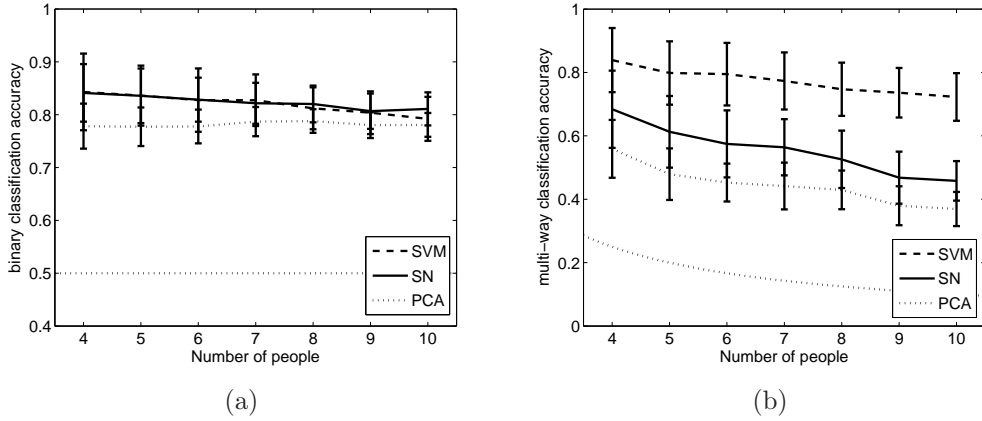 1
0.9
0.8
0.7
0.6
0.5
0.4
binary classification accuracy
4 5 6 7 8 9 10
Number of people
SVM
SN
PCA
(a)
1
0.8
0.6
0.4
0.2
0
multi-way classification accuracy
4 5 6 7 8 9 10
Number of people
SVM
SN
PCA
(b)